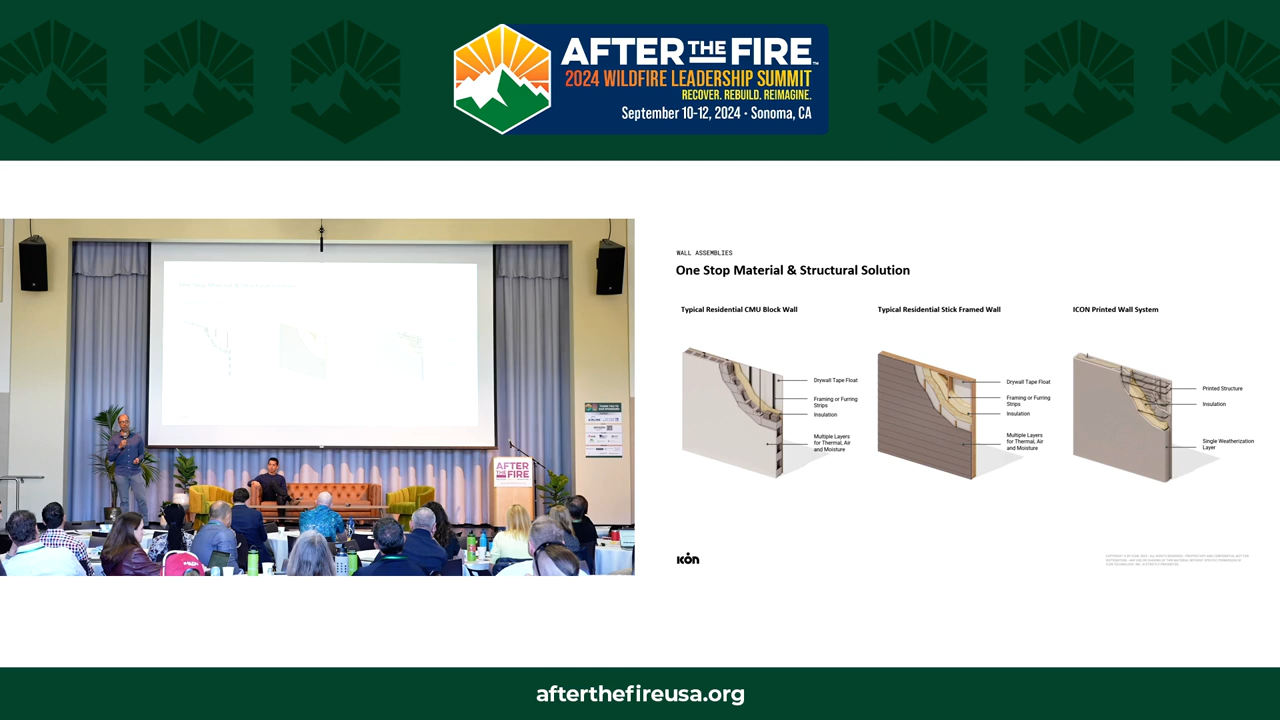 AFTER THE FIRE™
2024 WILDFIRE LEADERSHIP SUMMIT
RECOVER. REBUILD. REIMAGINE.
September 10-12, 2024 · Sonoma, CA
AFTER
THE FIRE
WALL ASSEMBLIES
One Stop Material & Structural Solution
Typical Residential CMU Block Wall
Drywall Tape Float
Framing or Furring
Strips
Insulation
Multiple Layers
for Thermal, Air
and Moisture
Typical Residential Stick Framed Wall
Drywall Tape Float
Framing or Furring
Strips
Insulation
Multiple Layers
for Thermal, Air
and Moisture
ICON Printed Wall System
Printed Structure
Insulation
Single Weatherization
Layer
ICON
afterthefireusa.org